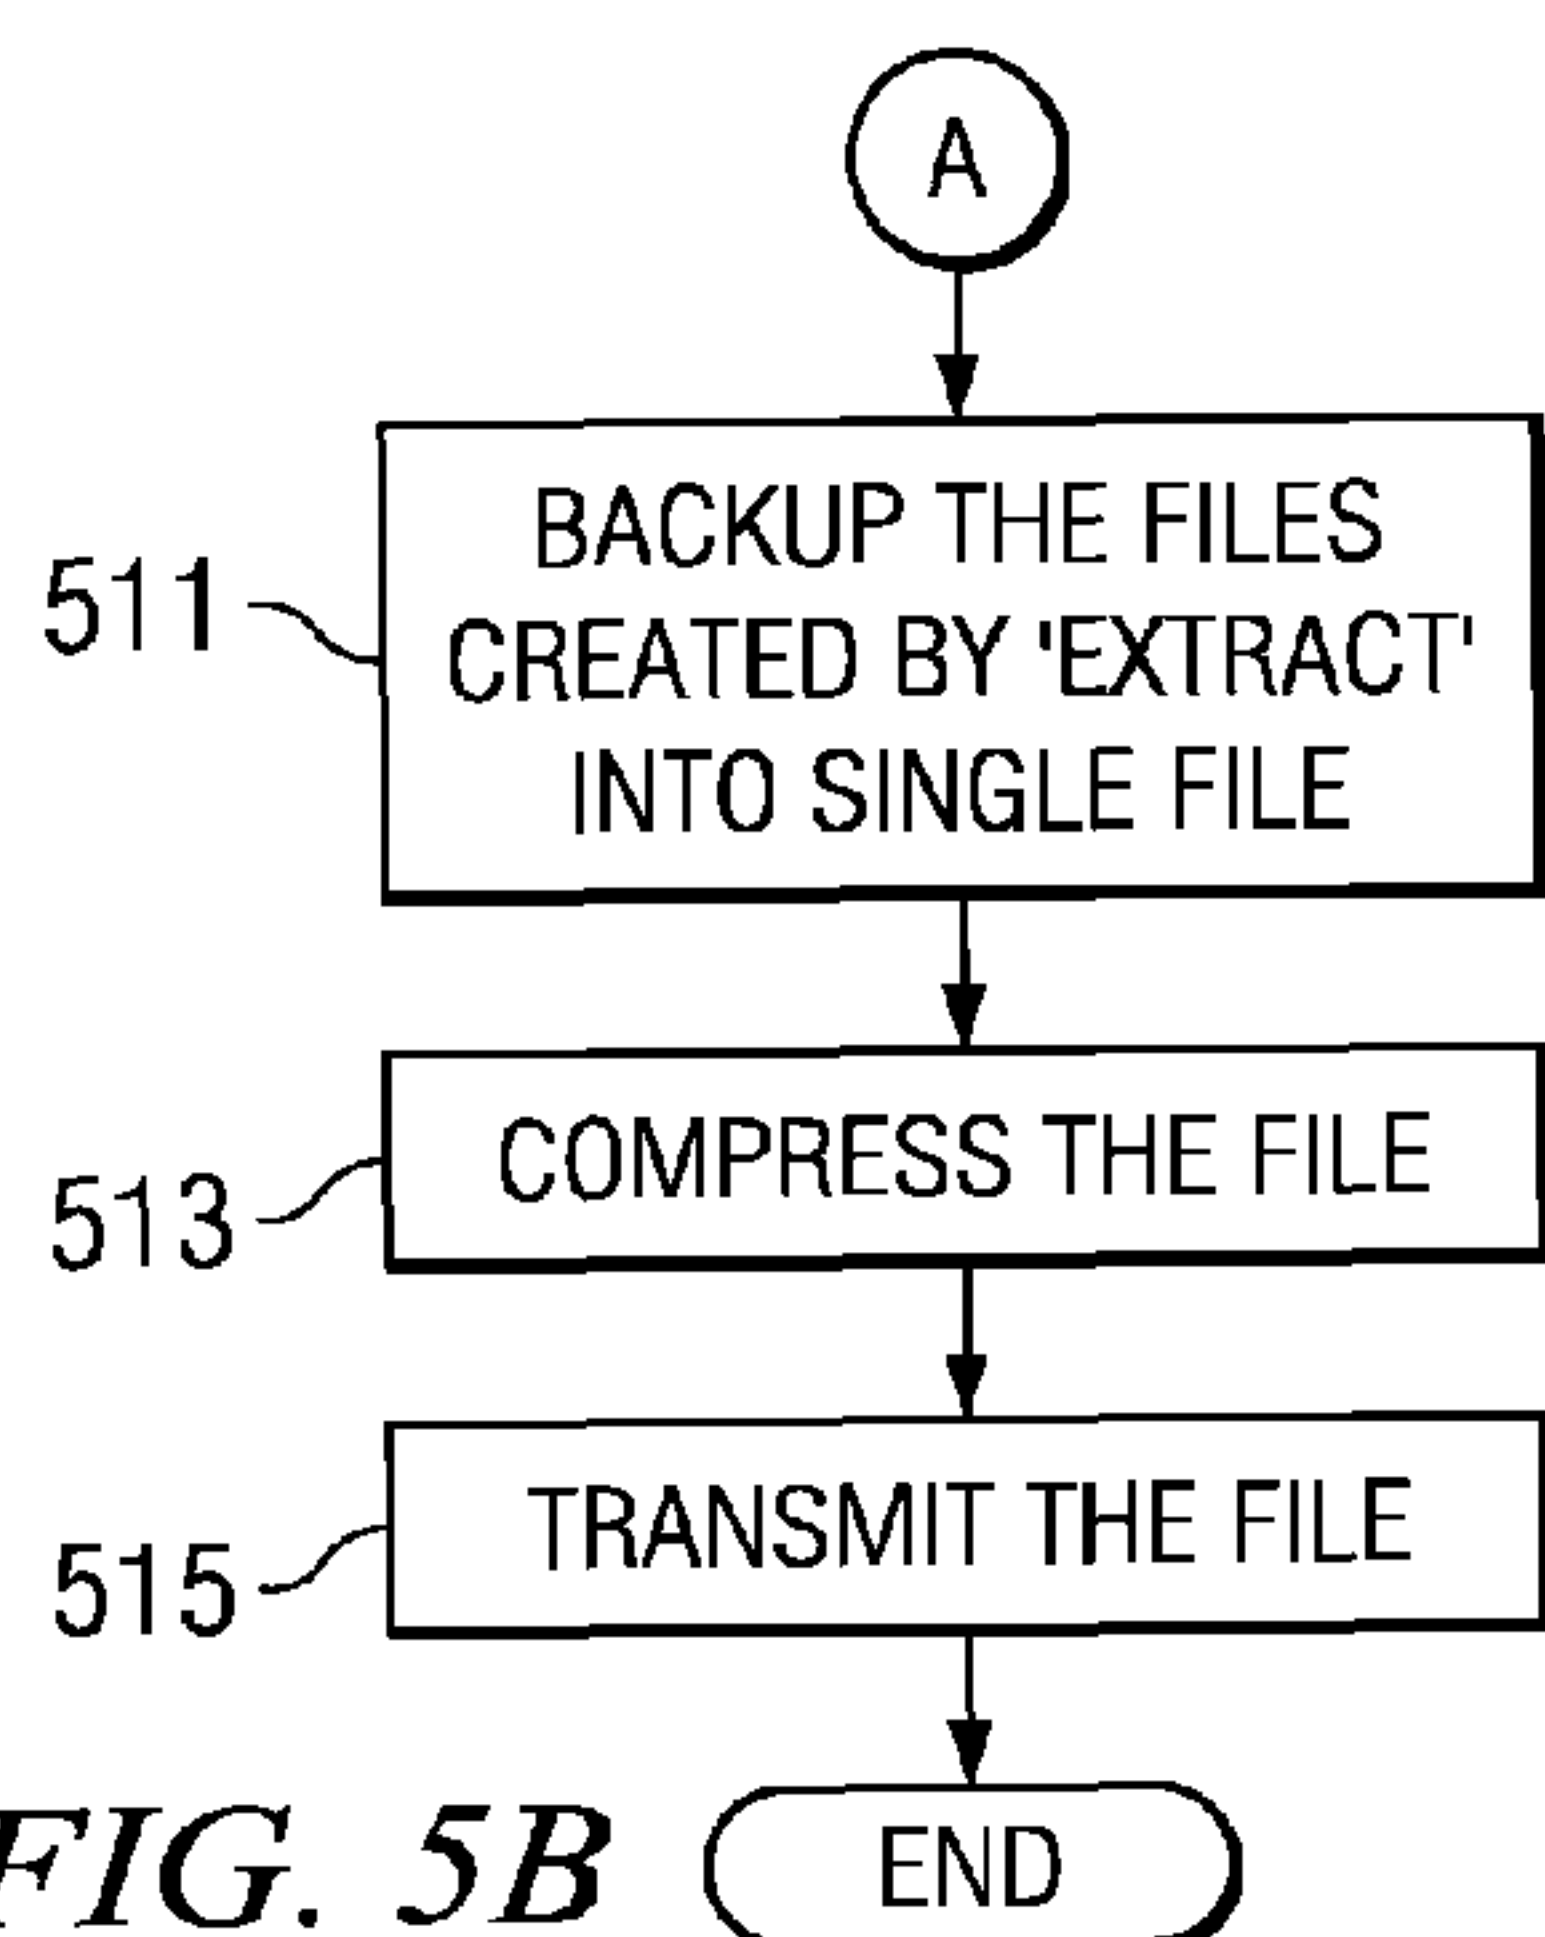 A
BACKUP THE FILES
CREATED BY 'EXTRACT'
INTO SINGLE FILE
511
COMPRESS THE FILE
513
TRANSMIT THE FILE
515
END
FIG. 5B